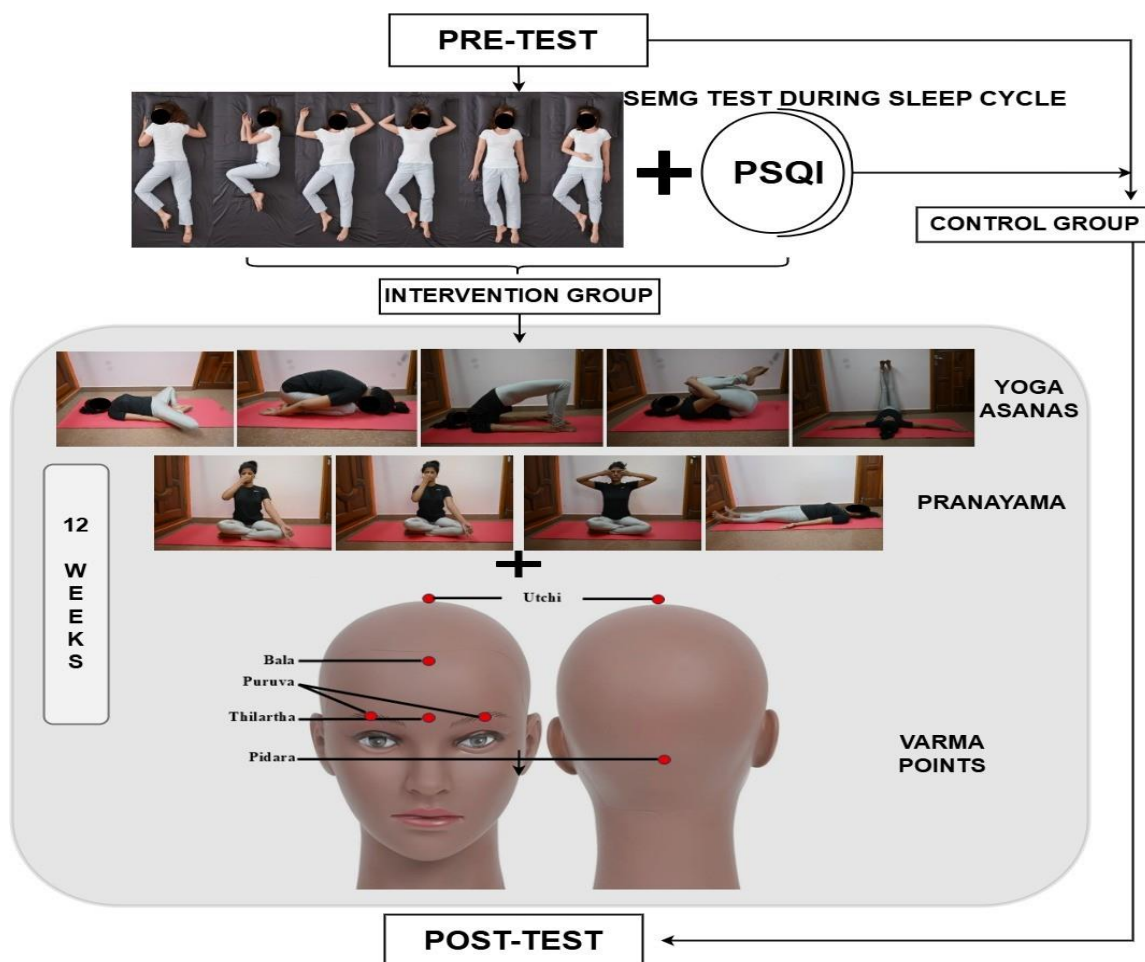 PRE-TEST
SEMG TEST DURING SLEEP CYCLE
PSQI
CONTROL GROUP
INTERVENTION GROUP
YOGA
ASANAS
12
WEEKS
PRANAYAMA
Utchi
Bala
Puruva
Thilartha
Pidara
VARMA
POINTS
POST-TEST